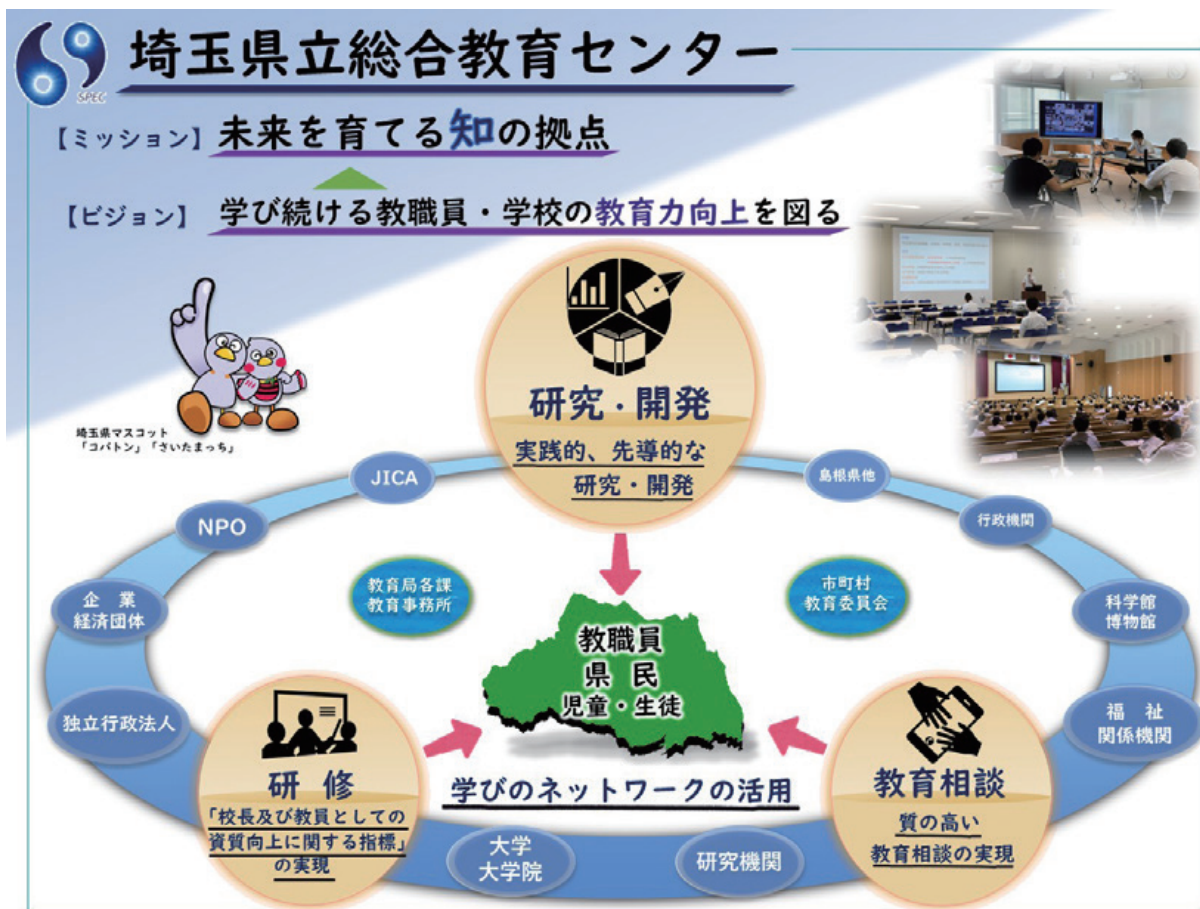 SPEC
埼玉県立総合教育センター
【ミッション】未来を育てる知の拠点
【ビジョン】学び続ける教職員・学校の教育力向上を図る
埼玉県マスコット
「コバトン」「さいたまっち」
研究・開発
実践的、先導的な
研究・開発
JICA
島根県他
NPO
行政機関
教育局各課
教育事務所
市町村
教育委員会
企業
経済団体
科学館
博物館
教職員
県民
児童・生徒
独立行政法人
福祉
関係機関
研修
「校長及び教員としての
資質向上に関する指標」
の実現
学びのネットワークの活用
教育相談
質の高い
教育相談の実現
大学
大学院
研究機関